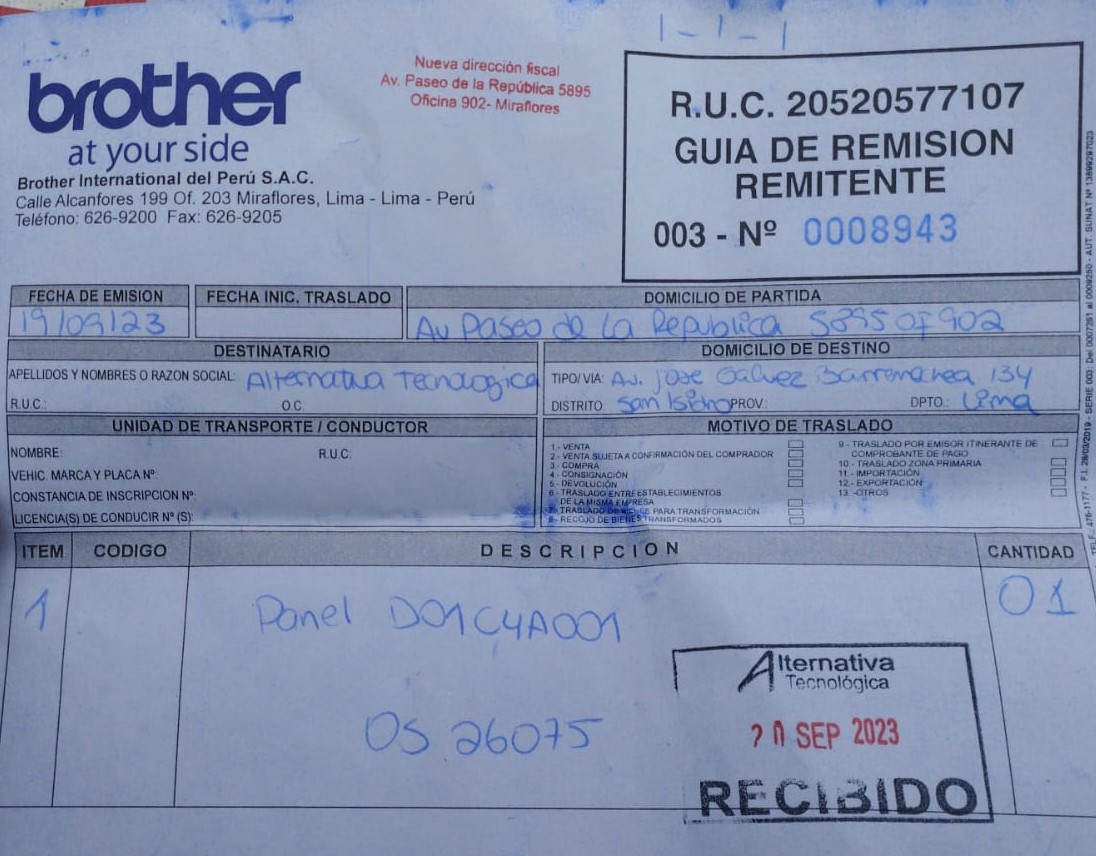 1-1-1
brother
at your side
Nueva dirección fiscal
Av. Paseo de la República 5895
Oficina 902- Miraflores
Brother International del Perú S.A.C.
Calle Alcanfores 199 Of. 203 Miraflores, Lima - Lima - Perú
Teléfono: 626-9200 Fax: 626-9205
R.U.C. 20520577107
GUIA DE REMISION
REMITENTE
003 - Nº 0008943
FECHA DE EMISION
19/09/23
FECHA INIC. TRASLADO
DOMICILIO DE PARTIDA
Av Paseo de La Republica 5895 Of 902
DESTINATARIO
APELLIDOS Y NOMBRES O RAZON SOCIAL: Alternativa Tecnologica
R.U.C.: O.C.
DOMICILIO DE DESTINO
TIPO/VIA: Av. Jose Galvez Barrenechea 134
DISTRITO: San Isidro PROV.: DPTO.: Lima
UNIDAD DE TRANSPORTE / CONDUCTOR
NOMBRE: R.U.C.:
VEHIC. MARCA Y PLACA Nº:
CONSTANCIA DE INSCRIPCION Nº:
LICENCIA(S) DE CONDUCIR Nº (S):
MOTIVO DE TRASLADO
1.- VENTA
2.- VENTA SUJETA A CONFIRMACIÓN DEL COMPRADOR
3.- COMPRA
4.- CONSIGNACIÓN
5.- DEVOLUCIÓN
6.- TRASLADO ENTRE ESTABLECIMIENTOS
DE LA MISMA EMPRESA
7.- TRASLADO DE BIENES PARA TRANSFORMACIÓN
8.- RECOJO DE BIENES TRANSFORMADOS
9.- TRASLADO POR EMISOR ITINERANTE DE
COMPROBANTE DE PAGO
10.- TRASLADO ZONA PRIMARIA
11.- IMPORTACIÓN
12.- EXPORTACIÓN
13.- OTROS
ITEM CODIGO DESCRIPCION CANTIDAD
1 Panel D01C4A001 01
OS 26075
Alternativa
Tecnológica
20 SEP 2023
RECIBIDO